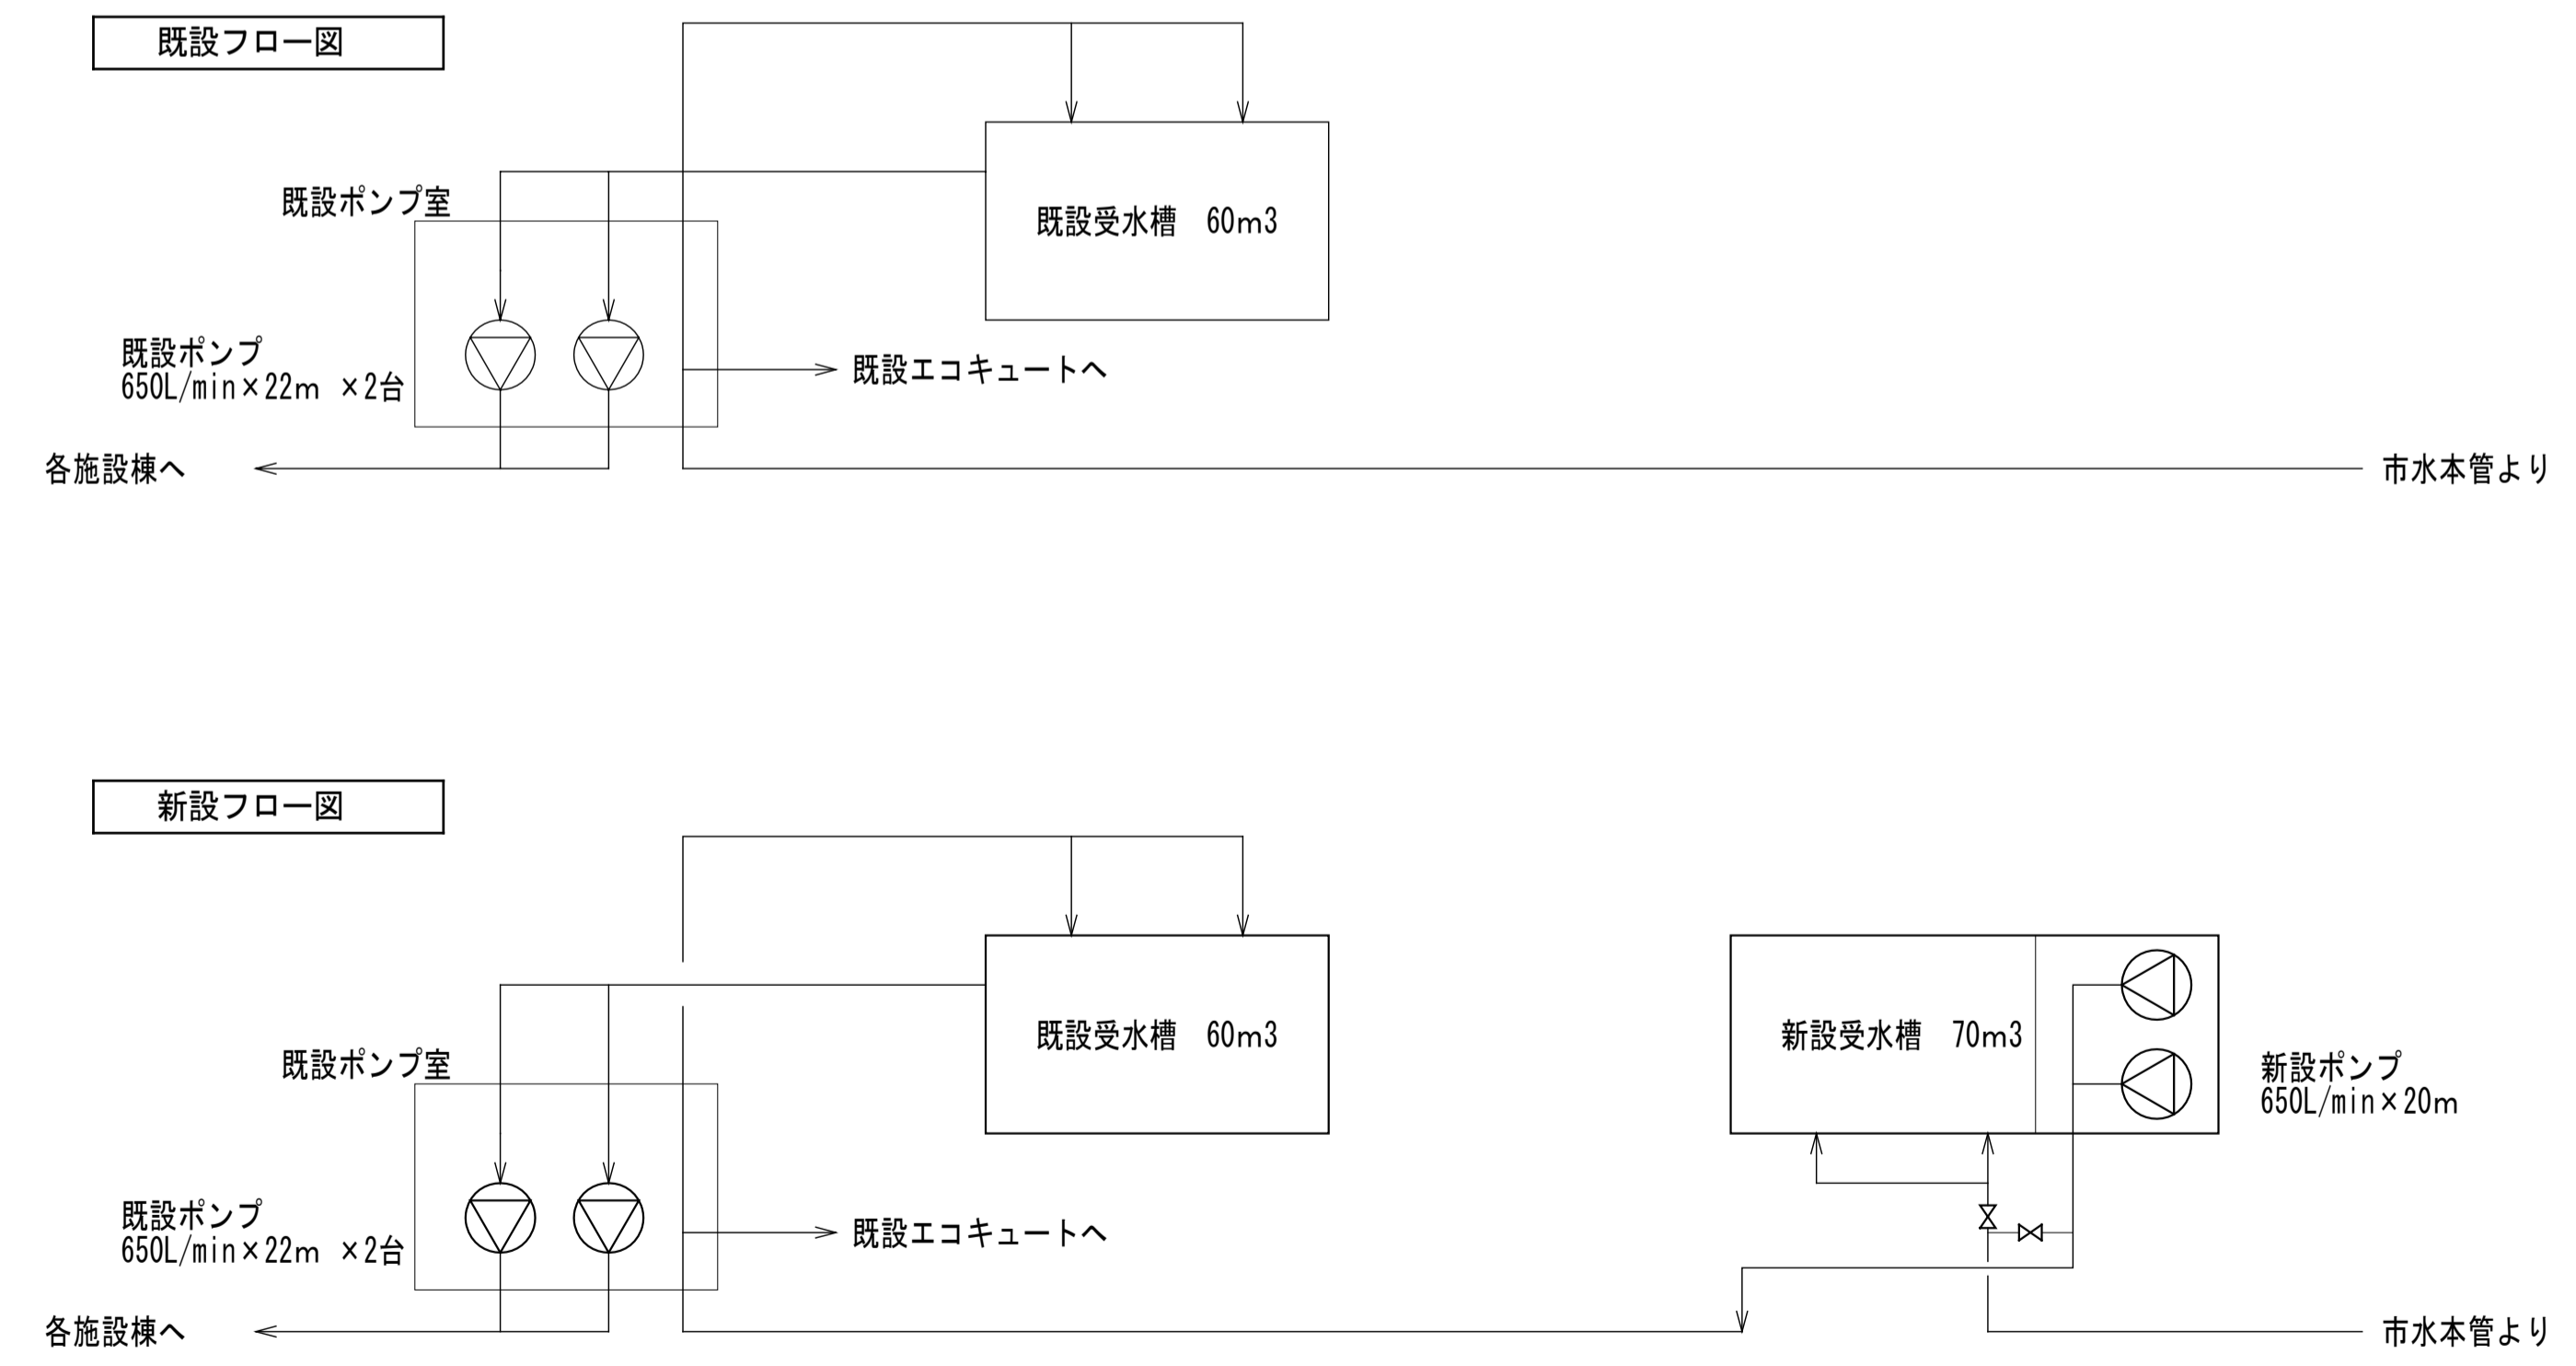 既設フロー図
既設ポンプ室
既設受水槽　60m3
既設ポンプ
650L/min×22m ×2台
既設エコキュートへ
各施設棟へ
市水本管より
新設フロー図
既設受水槽　60m3
新設受水槽　70m3
既設ポンプ室
新設ポンプ
650L/min×20m
既設ポンプ
650L/min×22m ×2台
既設エコキュートへ
各施設棟へ
市水本管より